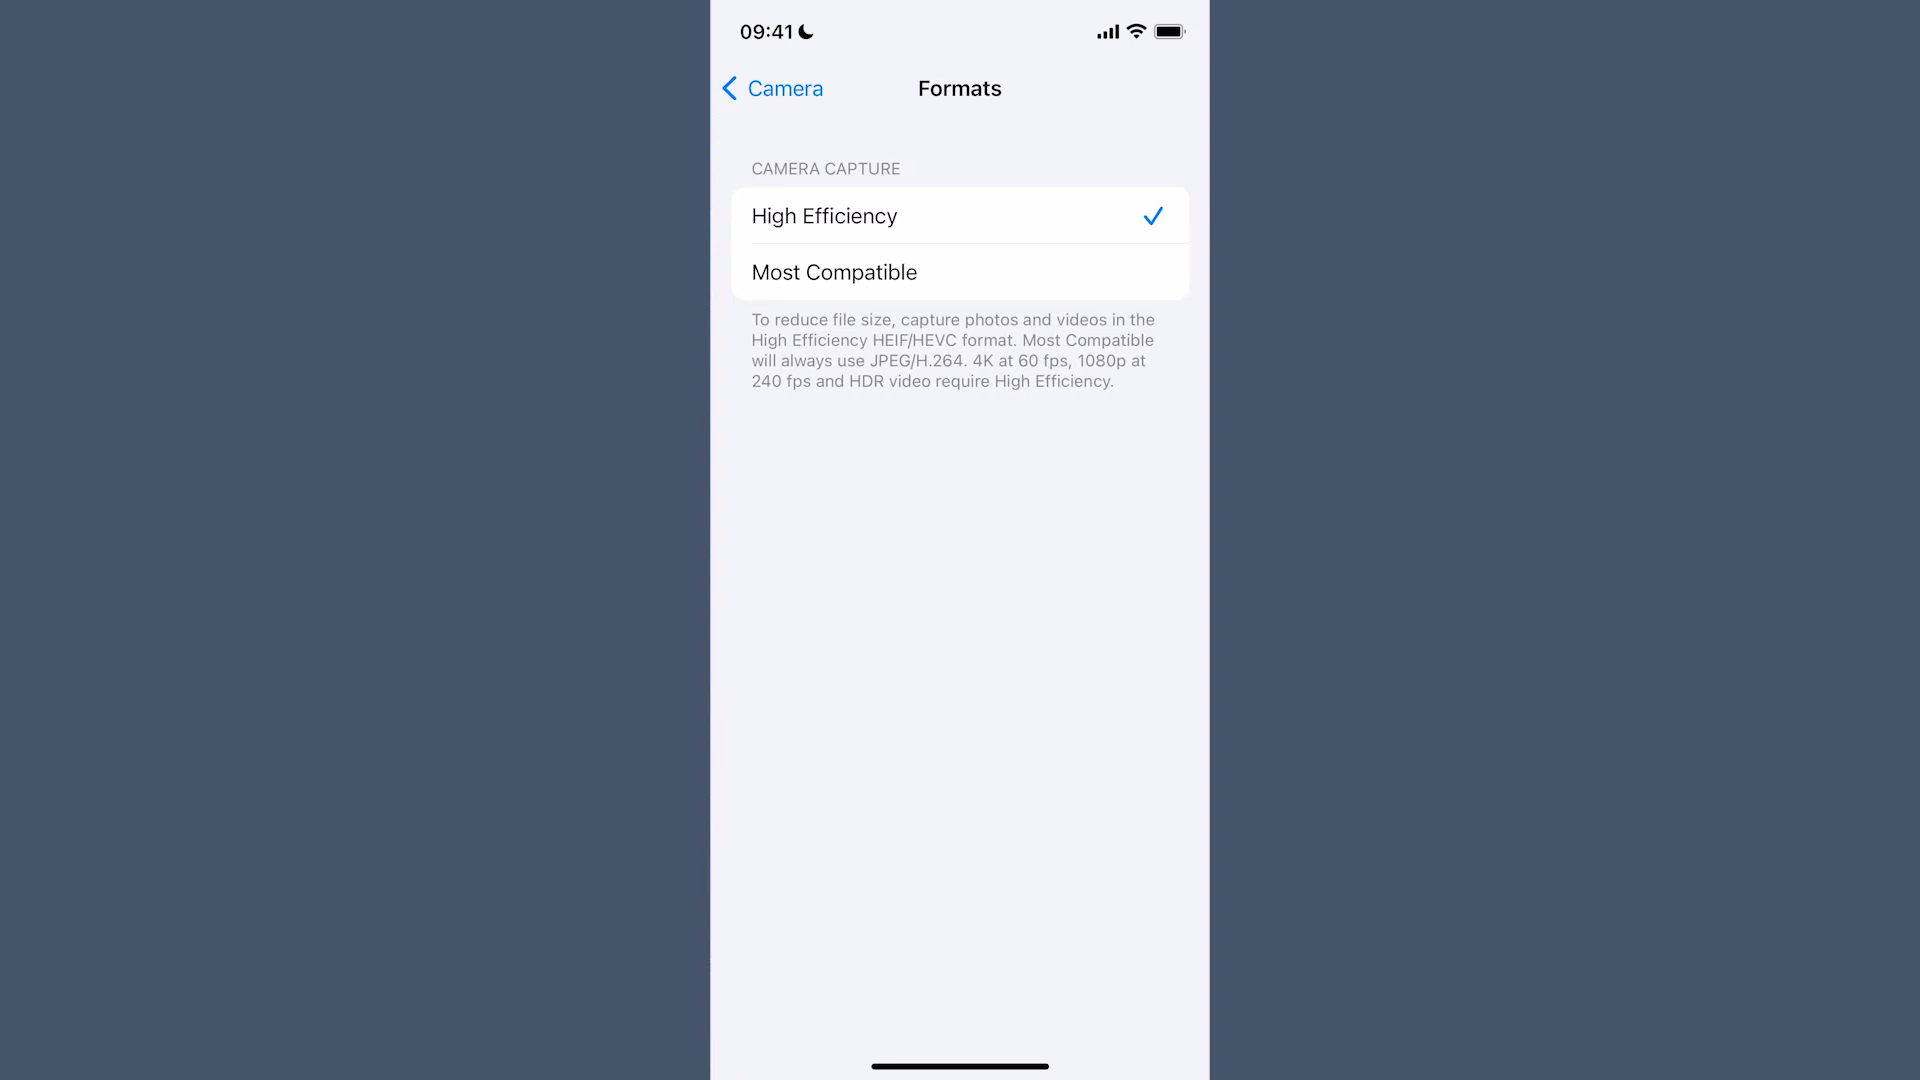 09:41
Camera
Formats
CAMERA CAPTURE
High Efficiency
Most Compatible
To reduce file size, capture photos and videos in the
High Efficiency HEIF/HEVC format. Most Compatible
will always use JPEG/H.264. 4K at 60 fps, 1080p at
240 fps and HDR video require High Efficiency.